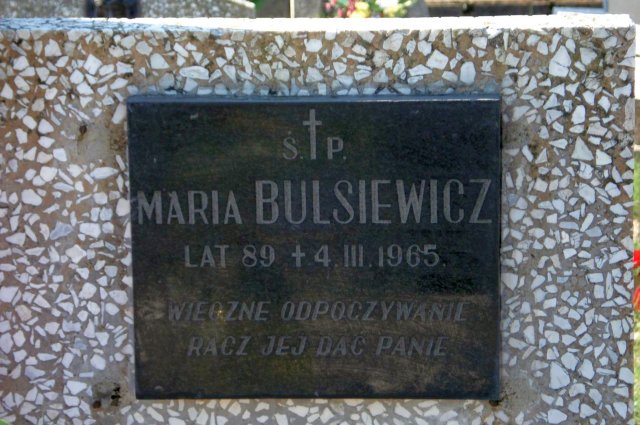 Ś.†P.
MARIA BULSIEWICZ
LAT 89 † 4.III.1965.
WIECZNE ODPOCZYWANIE
RACZ JEJ DAĆ PANIE